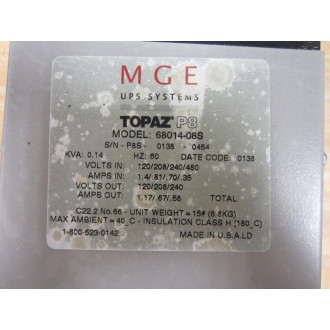 MGE
UPS SYSTEMS
TOPAZ P8
MODEL: 68014-08S
S/N - P8S - 0138 -0454
KVA: 0.14 HZ: 60 DATE CODE: 0138
VOLTS IN: 120/208/240/480
AMPS IN: 1.4/.81/.70/.35
VOLTS OUT: 120/208/240
AMPS OUT: 1.17/.67/.58 TOTAL
C22.2 No.66 - UNIT WEIGHT = 15# (6.8KG)
MAX AMBIENT = 40_C - INSULATION CLASS H (180_C)
1-800-523-0142 MADE IN U.S.A LD